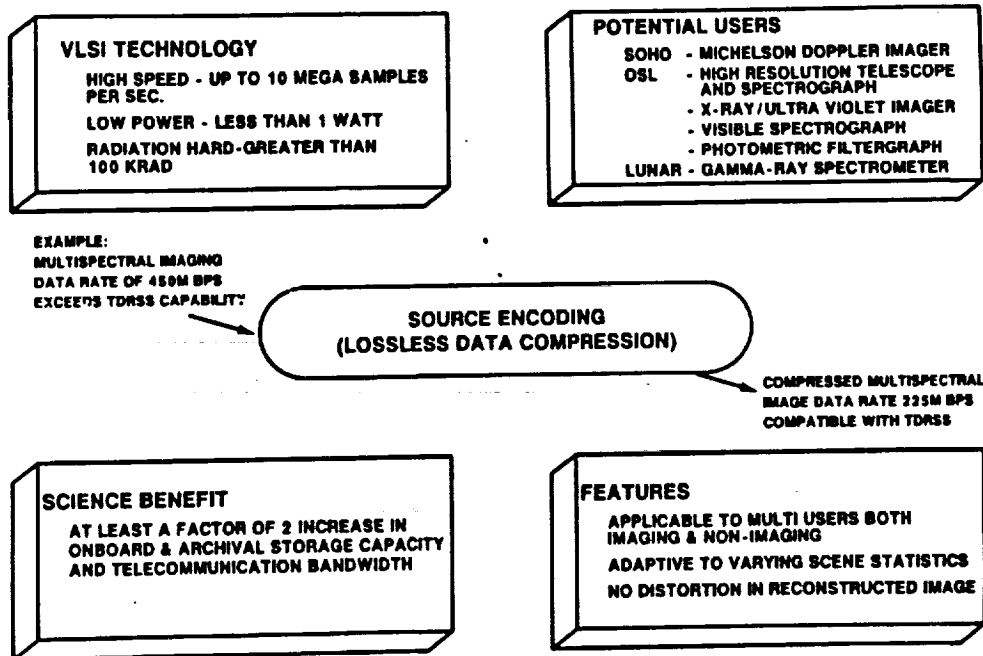 VLSI TECHNOLOGY
HIGH SPEED - UP TO 10 MEGA SAMPLES
PER SEC.
LOW POWER - LESS THAN 1 WATT
RADIATION HARD-GREATER THAN
100 KRAD
POTENTIAL USERS
SOHO - MICHELSON DOPPLER IMAGER
OSL - HIGH RESOLUTION TELESCOPE
AND SPECTROGRAPH
- X-RAY/ULTRA VIOLET IMAGER
- VISIBLE SPECTROGRAPH
- PHOTOMETRIC FILTERGRAPH
LUNAR - GAMMA-RAY SPECTROMETER
EXAMPLE:
MULTISPECTRAL IMAGING
DATA RATE OF 450M BPS
EXCEEDS TDRSS CAPABILITY
SOURCE ENCODING
(LOSSLESS DATA COMPRESSION)
COMPRESSED MULTISPECTRAL
IMAGE DATA RATE 225M BPS
COMPATIBLE WITH TDRSS
SCIENCE BENEFIT
AT LEAST A FACTOR OF 2 INCREASE IN
ONBOARD & ARCHIVAL STORAGE CAPACITY
AND TELECOMMUNICATION BANDWIDTH
FEATURES
APPLICABLE TO MULTI USERS BOTH
IMAGING & NON-IMAGING
ADAPTIVE TO VARYING SCENE STATISTICS
NO DISTORTION IN RECONSTRUCTED IMAGE